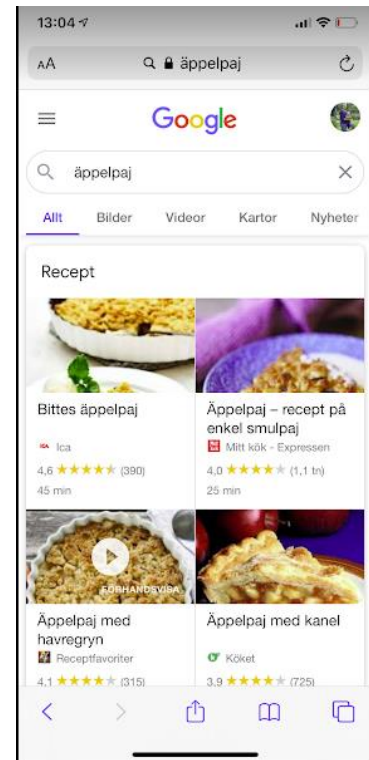 13:04
AA äppelpaj
Google
äppelpaj
Allt Bilder Videor Kartor Nyheter
Recept
Bittes äppelpaj
ICA Ica
4,6 (390)
45 min
Äppelpaj – recept på
enkel smulpaj
Mitt kök - Expressen
4,0 (1,1 tn)
25 min
FÖRHANDSVISA
Äppelpaj med
havregryn
Receptfavoriter
4,1 (315)
Äppelpaj med kanel
Köket
3,9 (725)